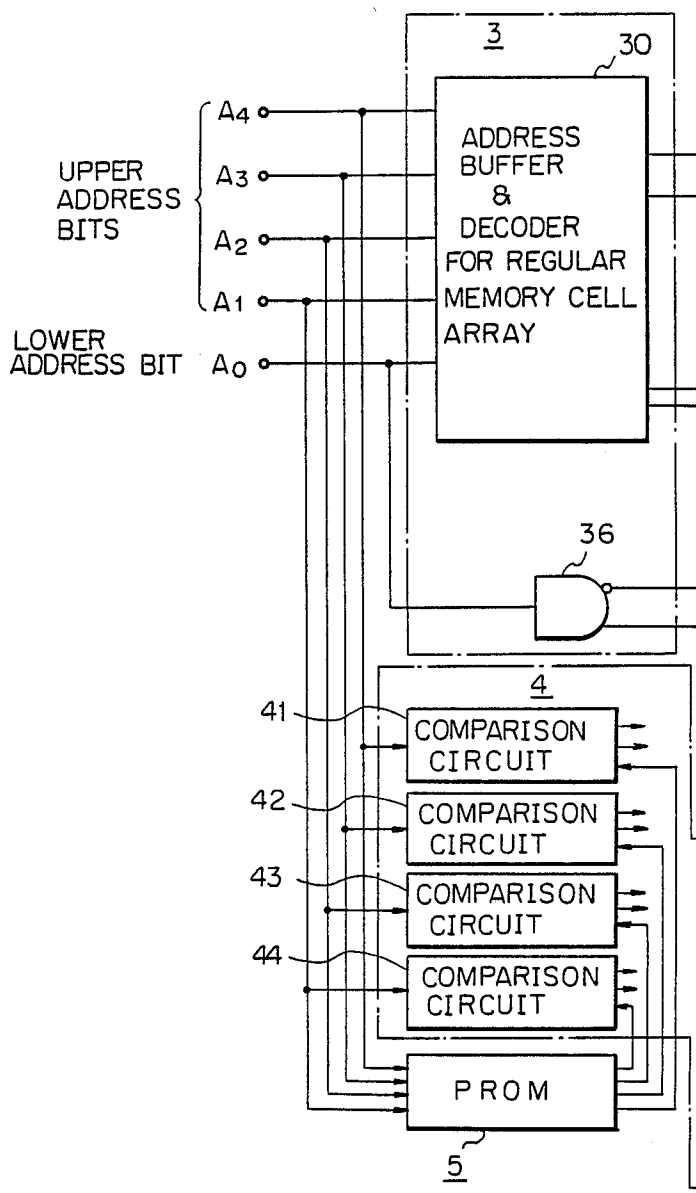 3
30
A4
A3
A2
A1
UPPER
ADDRESS
BITS
LOWER
ADDRESS BIT
A0
ADDRESS
BUFFER
&
DECODER
FOR REGULAR
MEMORY CELL
ARRAY
36
4
41
COMPARISON
CIRCUIT
42
COMPARISON
CIRCUIT
43
COMPARISON
CIRCUIT
44
COMPARISON
CIRCUIT
PROM
5